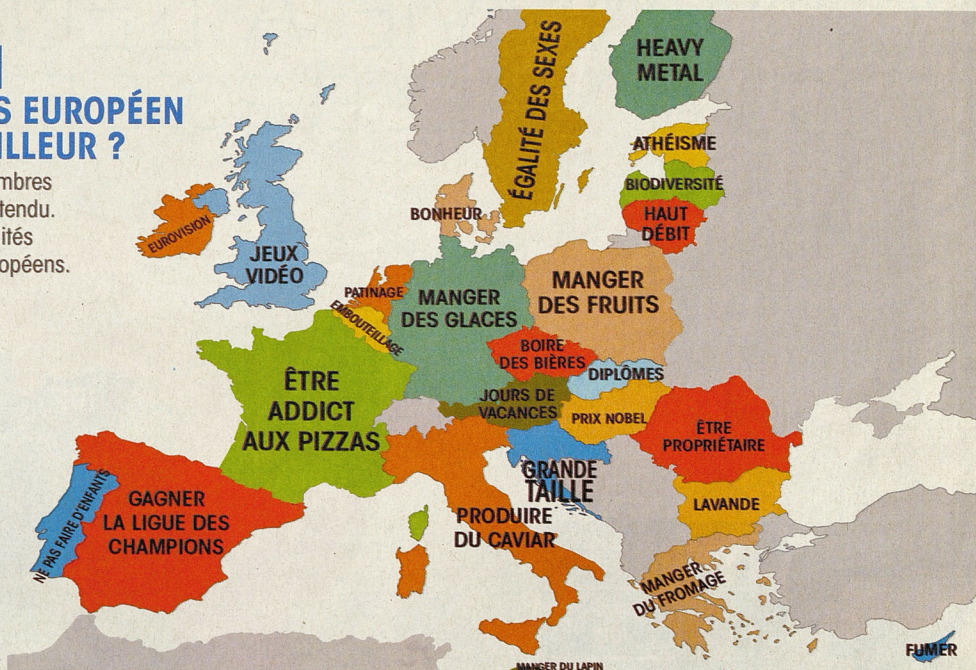 S EUROPÉEN
ILLEUR ?
mbres
tendu.
ités
opéens.
ÉGALITÉ DES SEXES
HEAVY
METAL
ATHÉISME
BIODIVERSITÉ
HAUT
DÉBIT
BONHEUR
EUROVISION
JEUX
VIDÉO
PATINAGE
EMBOUTEILLAGE
MANGER
DES GLACES
MANGER
DES FRUITS
BOIRE
DES BIÈRES
DIPLÔMES
JOURS DE
VACANCES
PRIX NOBEL
ÊTRE
ADDICT
AUX PIZZAS
ÊTRE
PROPRIÉTAIRE
GRANDE
TAILLE
LAVANDE
PRODUIRE
DU CAVIAR
NE PAS FAIRE D'ENFANTS
GAGNER
LA LIGUE DES
CHAMPIONS
MANGER
DU FROMAGE
FUMER
MANGER DU LAPIN